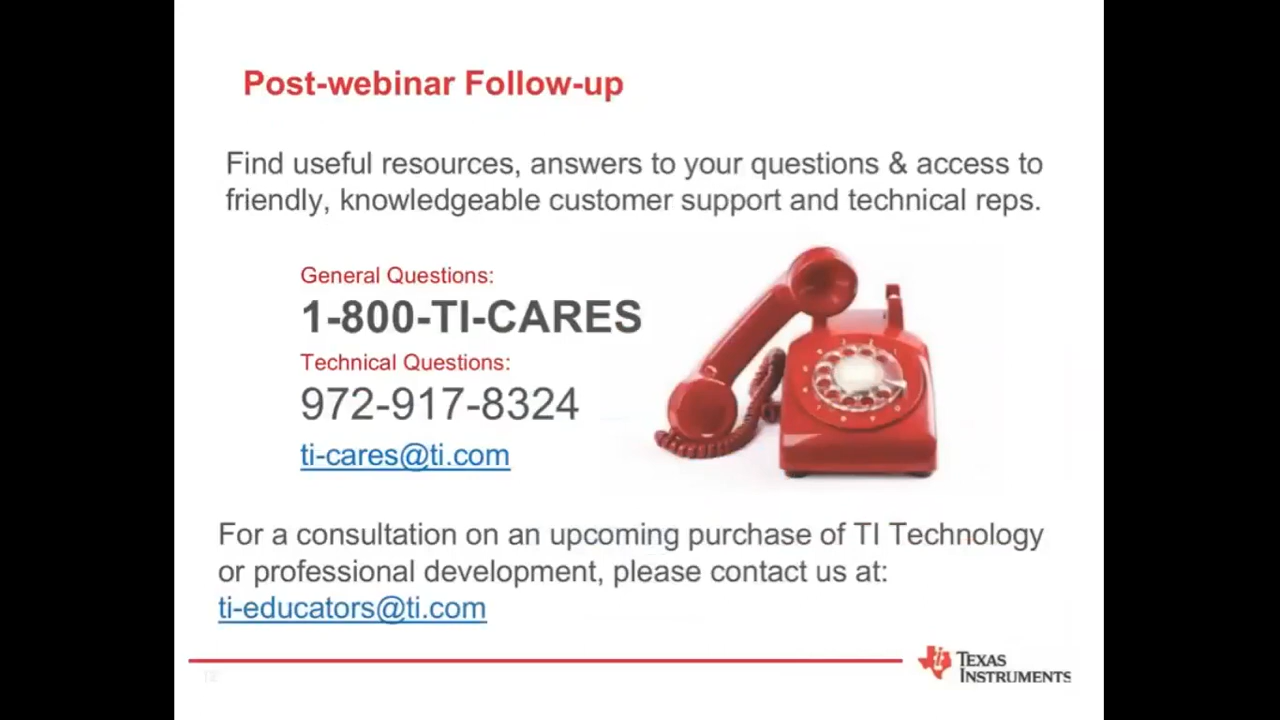 Post-webinar Follow-up
Find useful resources, answers to your questions & access to
friendly, knowledgeable customer support and technical reps.
General Questions:
1-800-TI-CARES
Technical Questions:
972-917-8324
ti-cares@ti.com
For a consultation on an upcoming purchase of TI Technology
or professional development, please contact us at:
ti-educators@ti.com
TEXAS
INSTRUMENTS